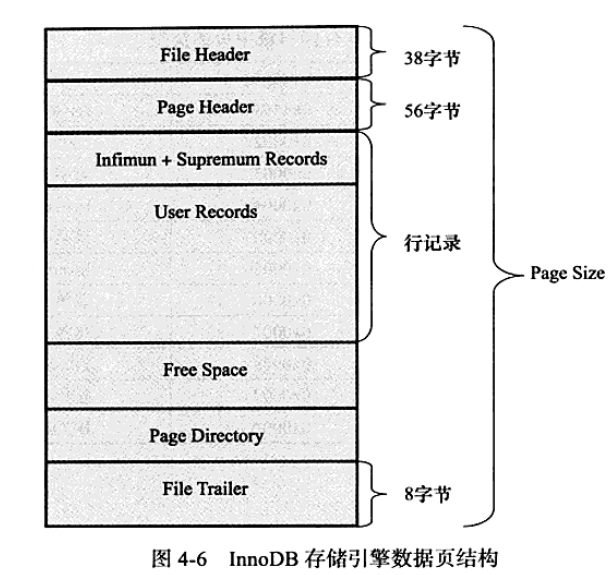 File Header
38字节
Page Header
56字节
Infimun + Supremum Records
User Records
行记录
Page Size
Free Space
Page Directory
File Trailer
8字节
图 4-6 InnoDB 存储引擎数据页结构